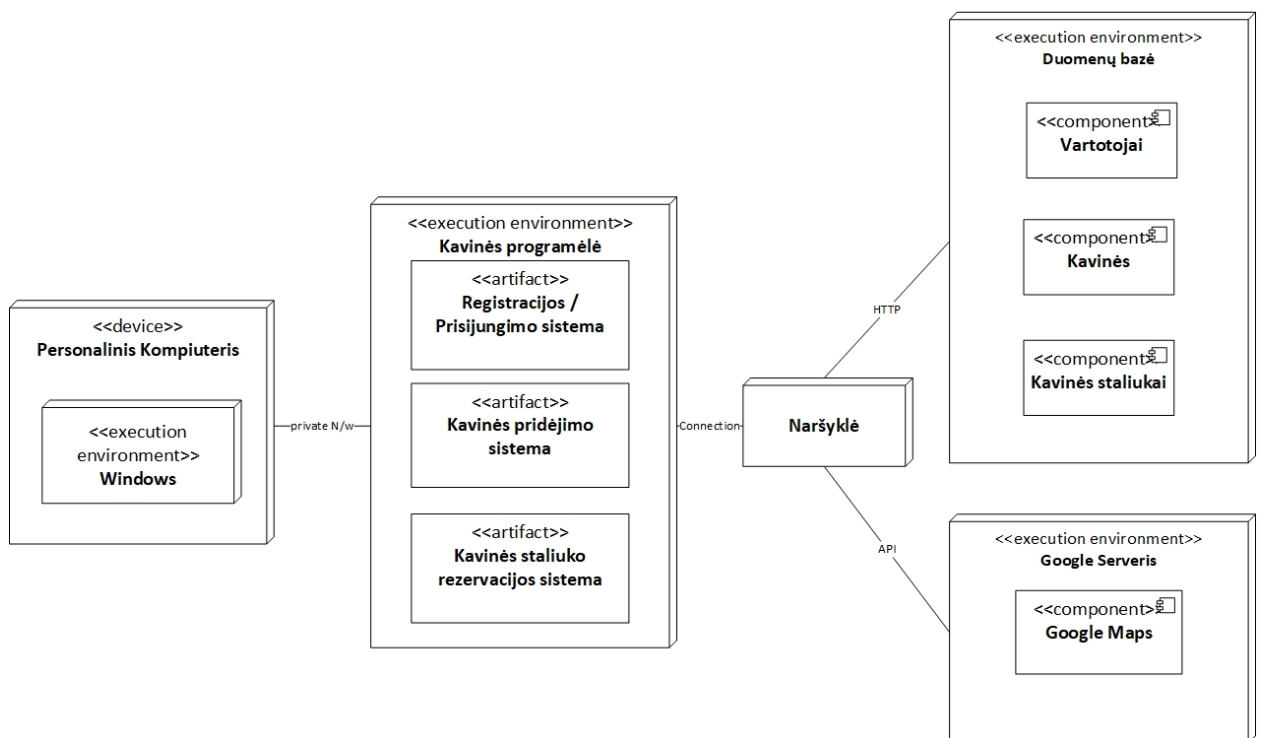 <<device>>
Personalinis Kompiuteris
<<execution
environment>>
Windows
private N/w
<<execution environment>>
Kavinės programėlė
<<artifact>>
Registracijos /
Prisijungimo sistema
<<artifact>>
Kavinės pridėjimo
sistema
<<artifact>>
Kavinės staliuko
rezervacijos sistema
Connection
Naršyklė
HTTP
API
<<execution environment>>
Duomenų bazė
<<component>>
Vartotojai
<<component>>
Kavinės
<<component>>
Kavinės staliukai
<<execution environment>>
Google Serveris
<<component>>
Google Maps